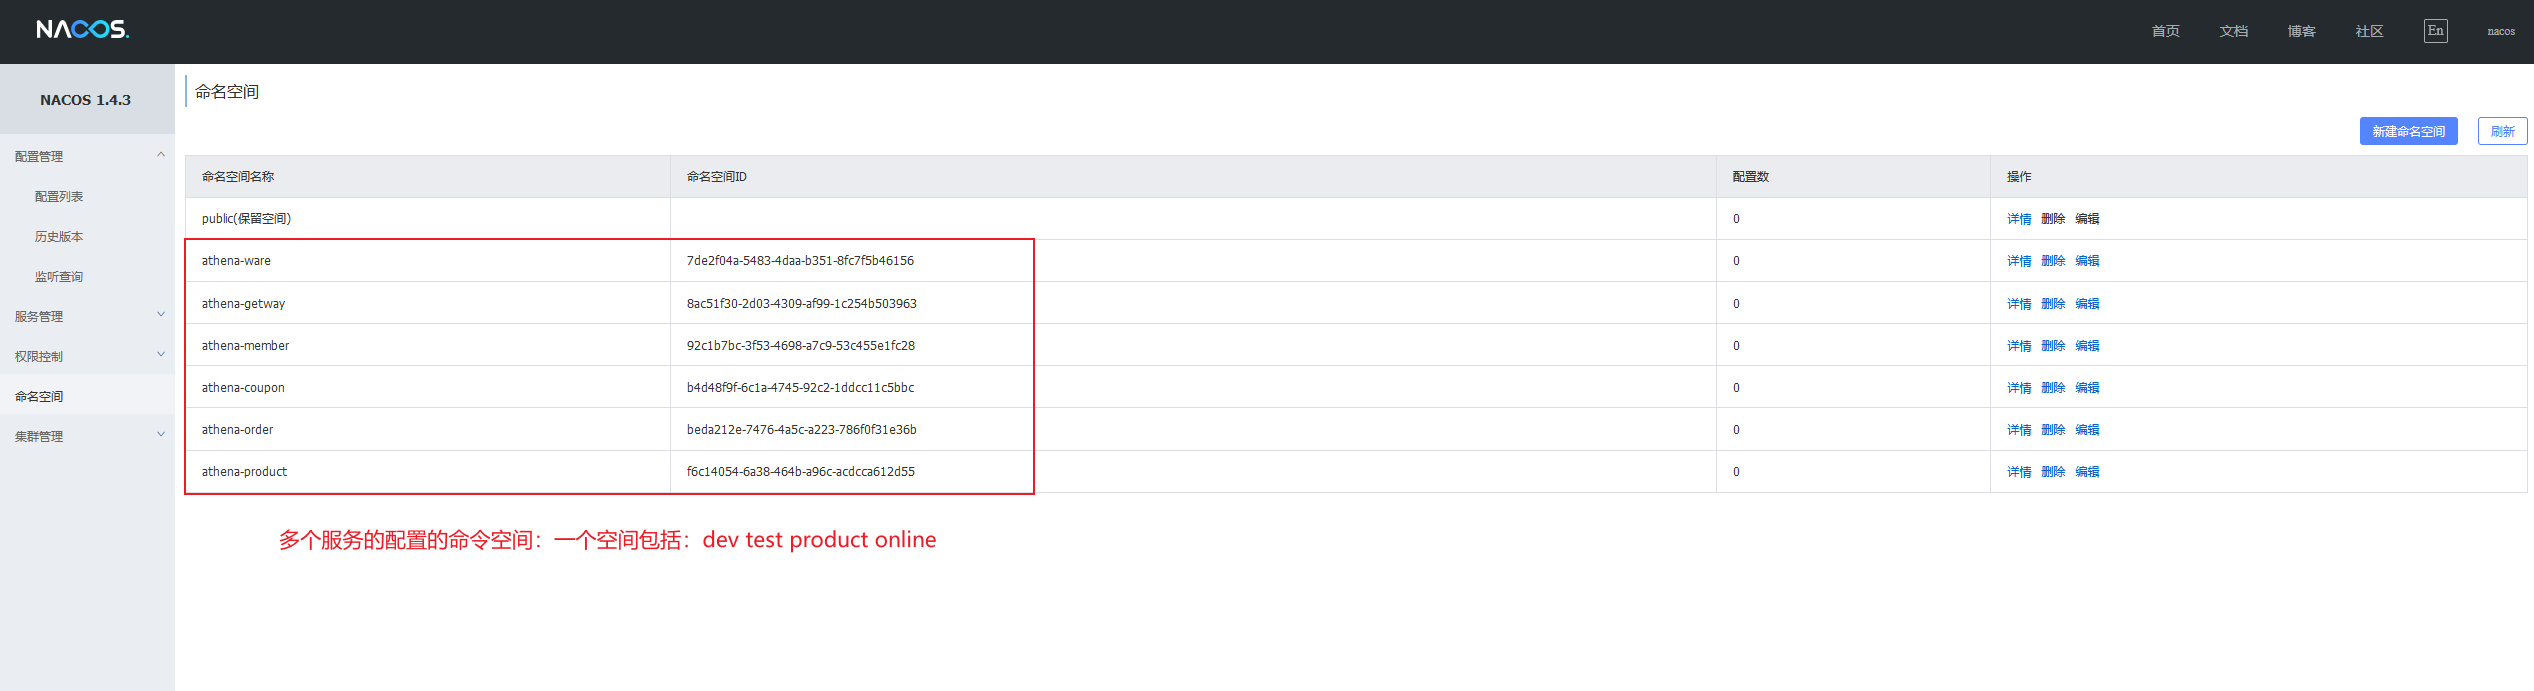 NACOS.
首页 文档 博客 社区 En nacos
NACOS 1.4.3
配置管理
配置列表
历史版本
监听查询
服务管理
权限控制
命名空间
集群管理
命名空间
新建命名空间 刷新
命名空间名称 命名空间ID 配置数 操作
public(保留空间) 0 详情 删除 编辑
athena-ware 7de2f04a-5483-4daa-b351-8fc7f5b46156 0 详情 删除 编辑
athena-getway 8ac51f30-2d03-4309-af99-1c254b503963 0 详情 删除 编辑
athena-member 92c1b7bc-3f53-4698-a7c9-53c455e1fc28 0 详情 删除 编辑
athena-coupon b4d48f9f-6c1a-4745-92c2-1ddcc11c5bbc 0 详情 删除 编辑
athena-order beda212e-7476-4a5c-a223-786f0f31e36b 0 详情 删除 编辑
athena-product f6c14054-6a38-464b-a96c-acdcca612d55 0 详情 删除 编辑
多个服务的配置的命令空间：一个空间包括：dev test product online